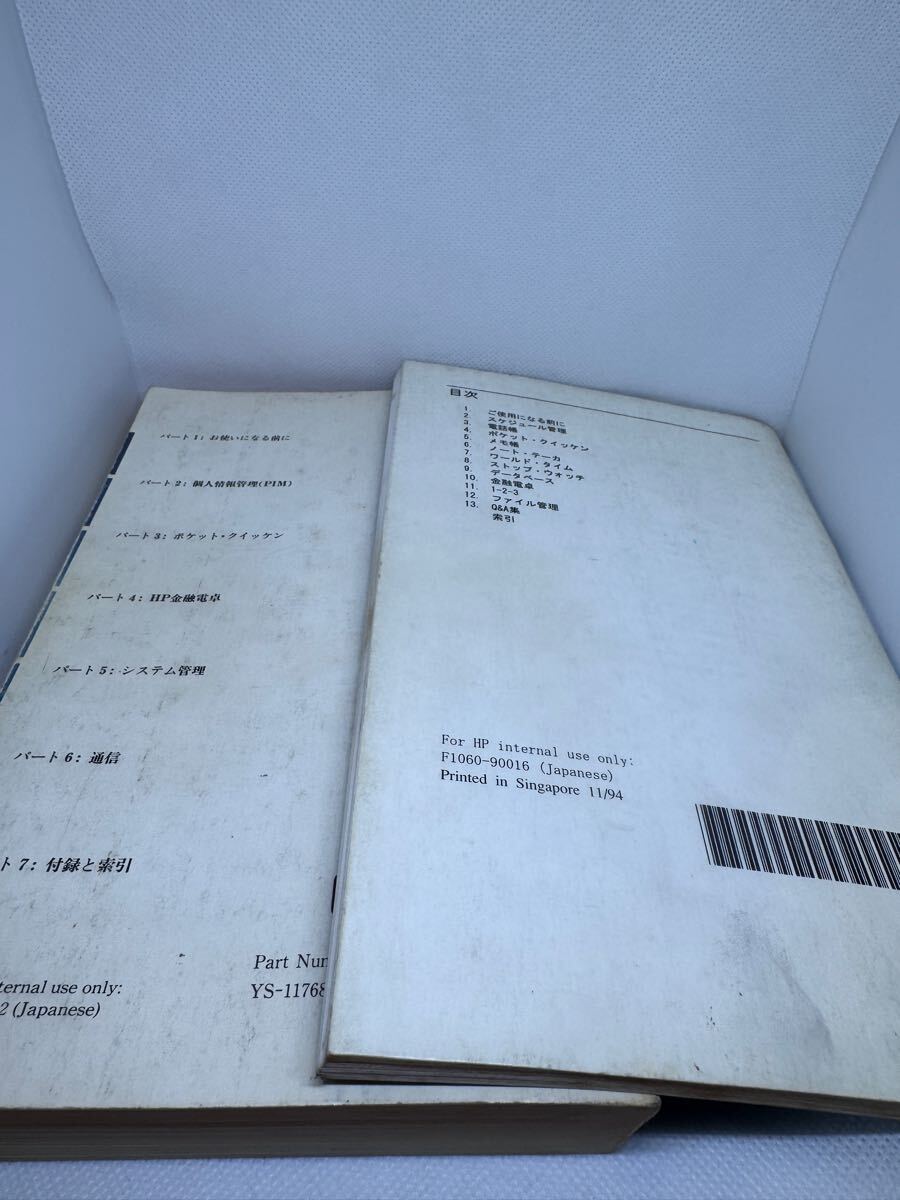 パート1: お使いになる前に
パート2: 個人情報管理(PIM)
パート3: ポケット・クイッケン
パート4: HP金融電卓
パート5: システム管理
パート6: 通信
ト7: 付録と索引
Part Nun
YS-11768
ternal use only:
2 (Japanese)
目次
1. ご使用になる前に
2. スケジュール管理
3. 電話帳
4. ポケット・クイッケン
5. メモ帳
6. ノート・テーカ
7. ワールド・タイム
8. ストップ・ウォッチ
9. データベース
10. 金融電卓
11. 1-2-3
12. ファイル管理
13. Q&A集
索引
For HP internal use only:
F1060-90016 (Japanese)
Printed in Singapore 11/94